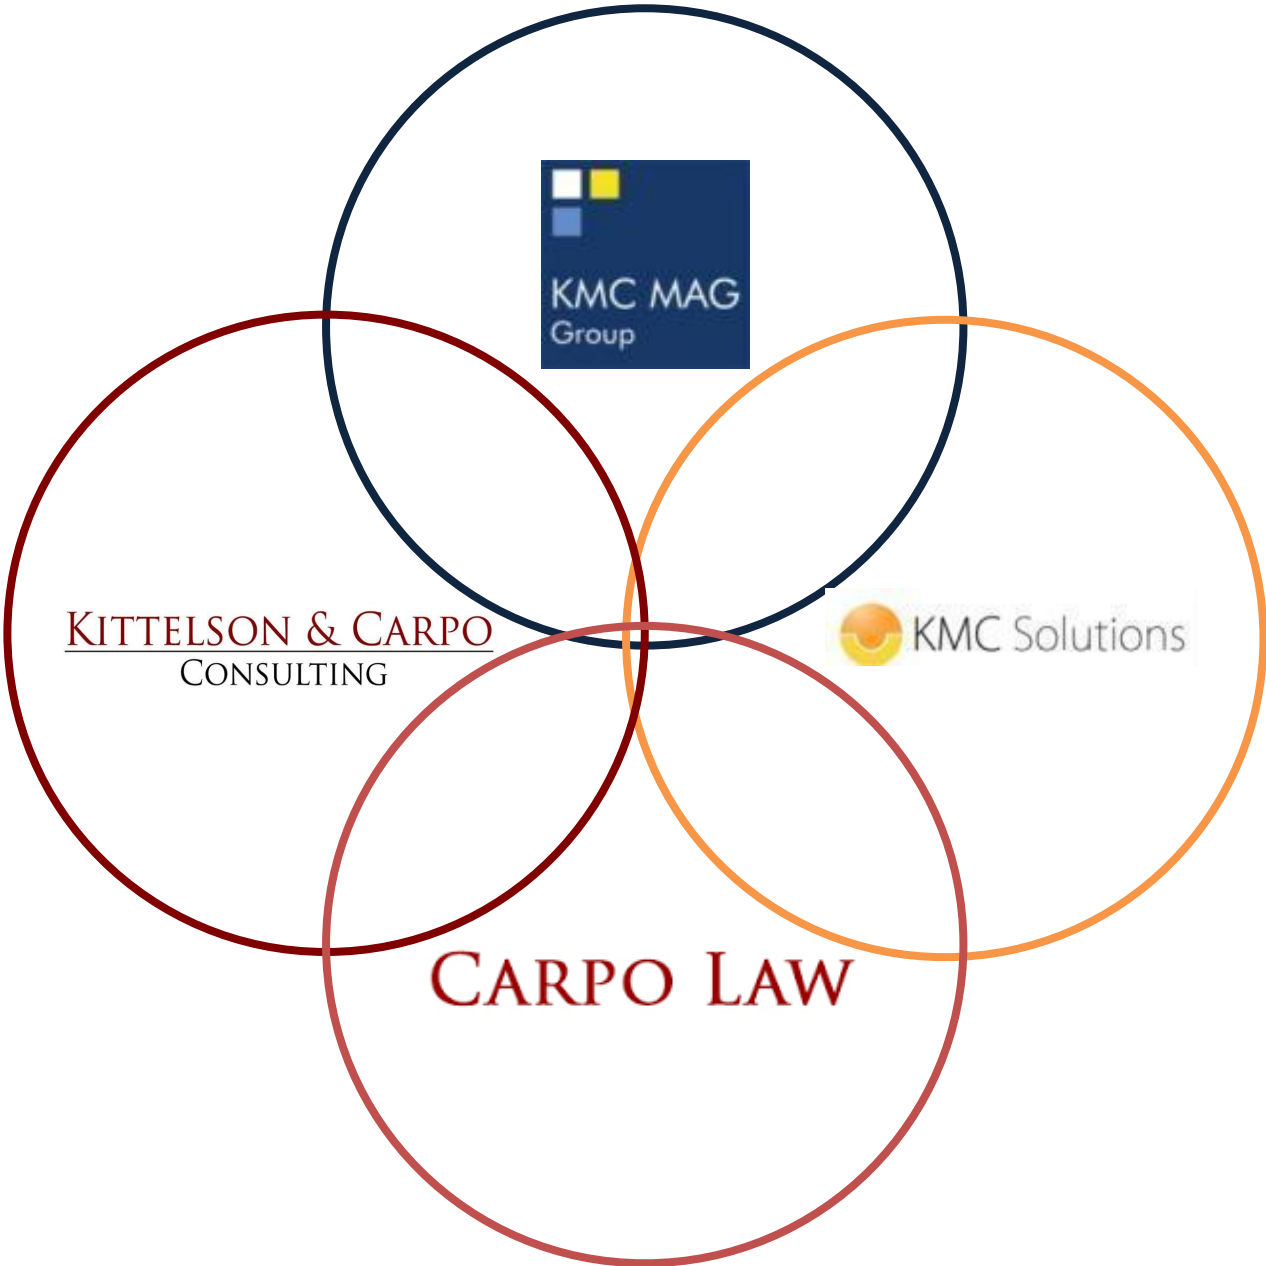 KMC MAG
Group
KITTELSON & CARPO
CONSULTING
KMC Solutions
CARPO LAW